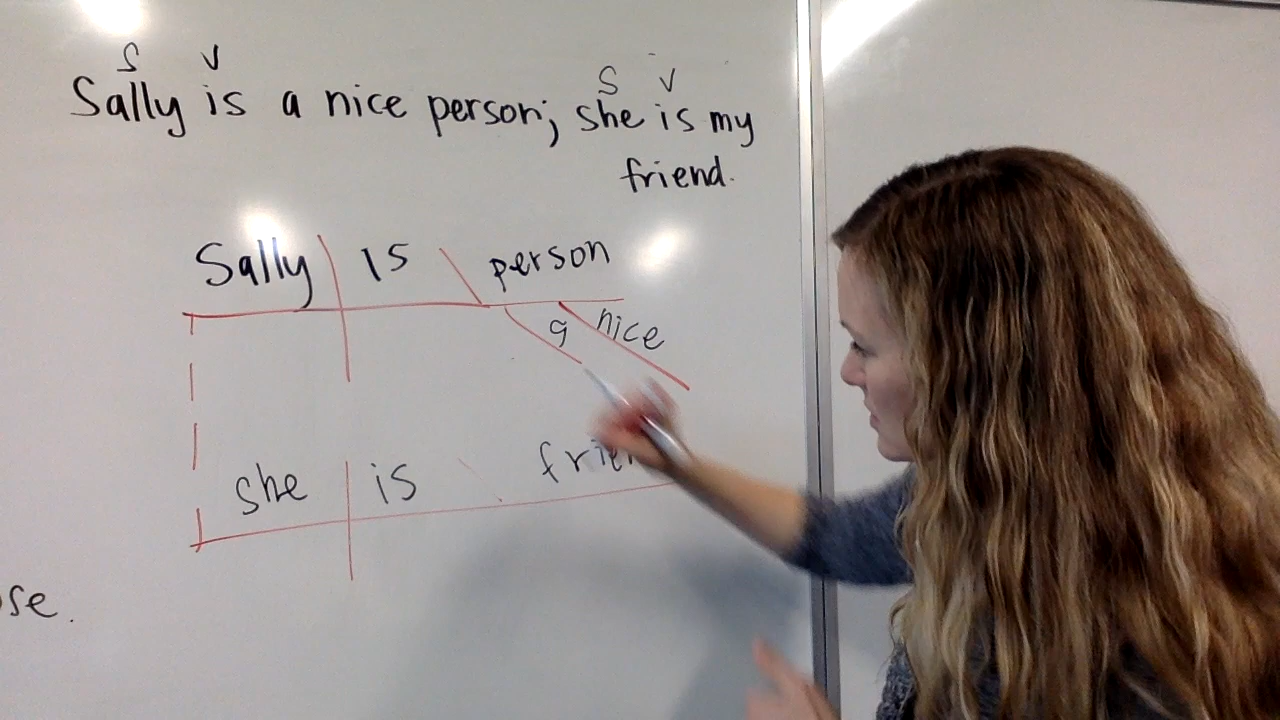 S V
Sally is a nice person; she is my
S V
friend.
Sally is person
a nice
she is
se.